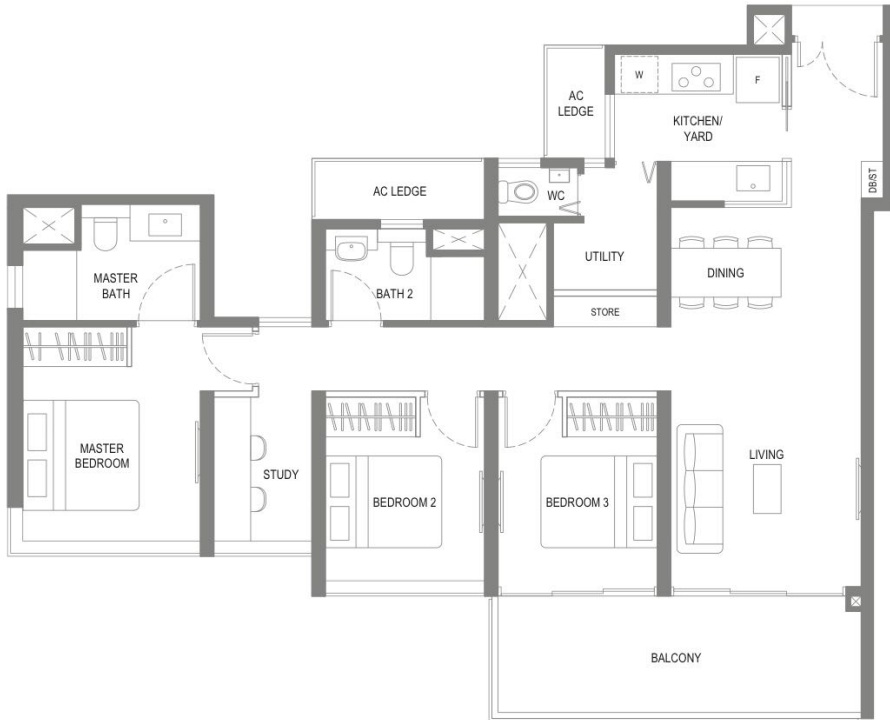 W
F
AC
LEDGE
KITCHEN/
YARD
AC LEDGE
WC
DB/ST
UTILITY
DINING
MASTER
BATH
BATH 2
STORE
MASTER
BEDROOM
STUDY
BEDROOM 2
BEDROOM 3
LIVING
BALCONY